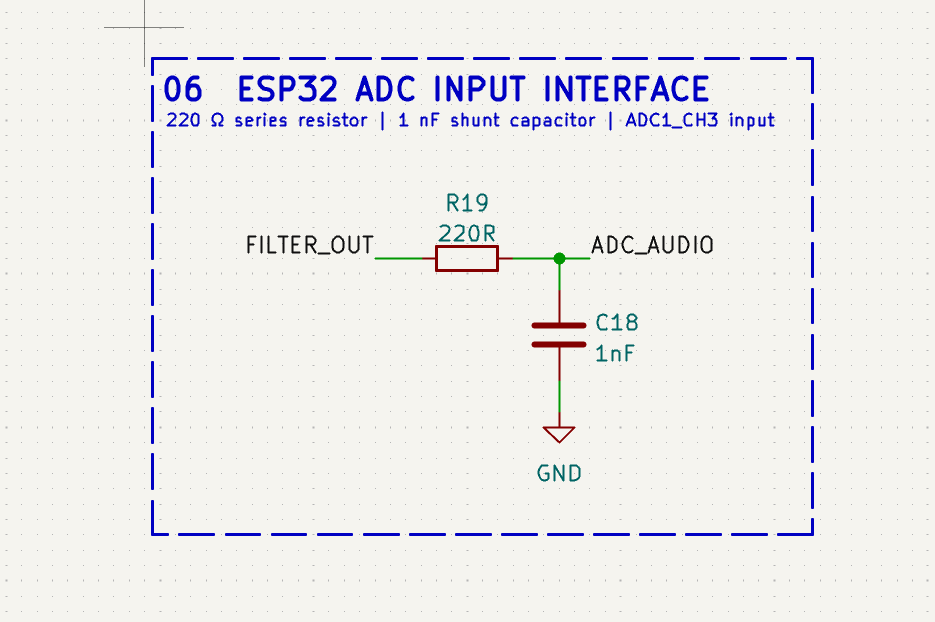 06 ESP32 ADC INPUT INTERFACE
220 Ω series resistor | 1 nF shunt capacitor | ADC1_CH3 input
R19
220R
FILTER_OUT
ADC_AUDIO
C18
1nF
GND